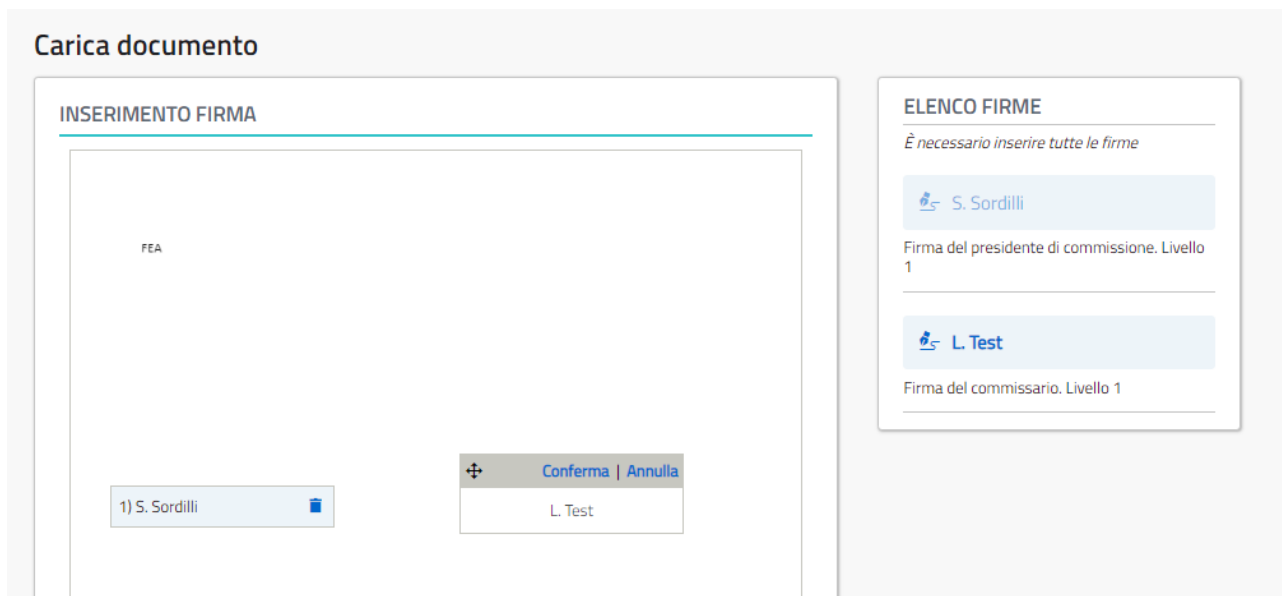 Carica documento
INSERIMENTO FIRMA
FEA
1) S. Sordilli
Conferma | Annulla
L. Test
ELENCO FIRME
È necessario inserire tutte le firme
S. Sordilli
Firma del presidente di commissione. Livello
1
L. Test
Firma del commissario. Livello 1